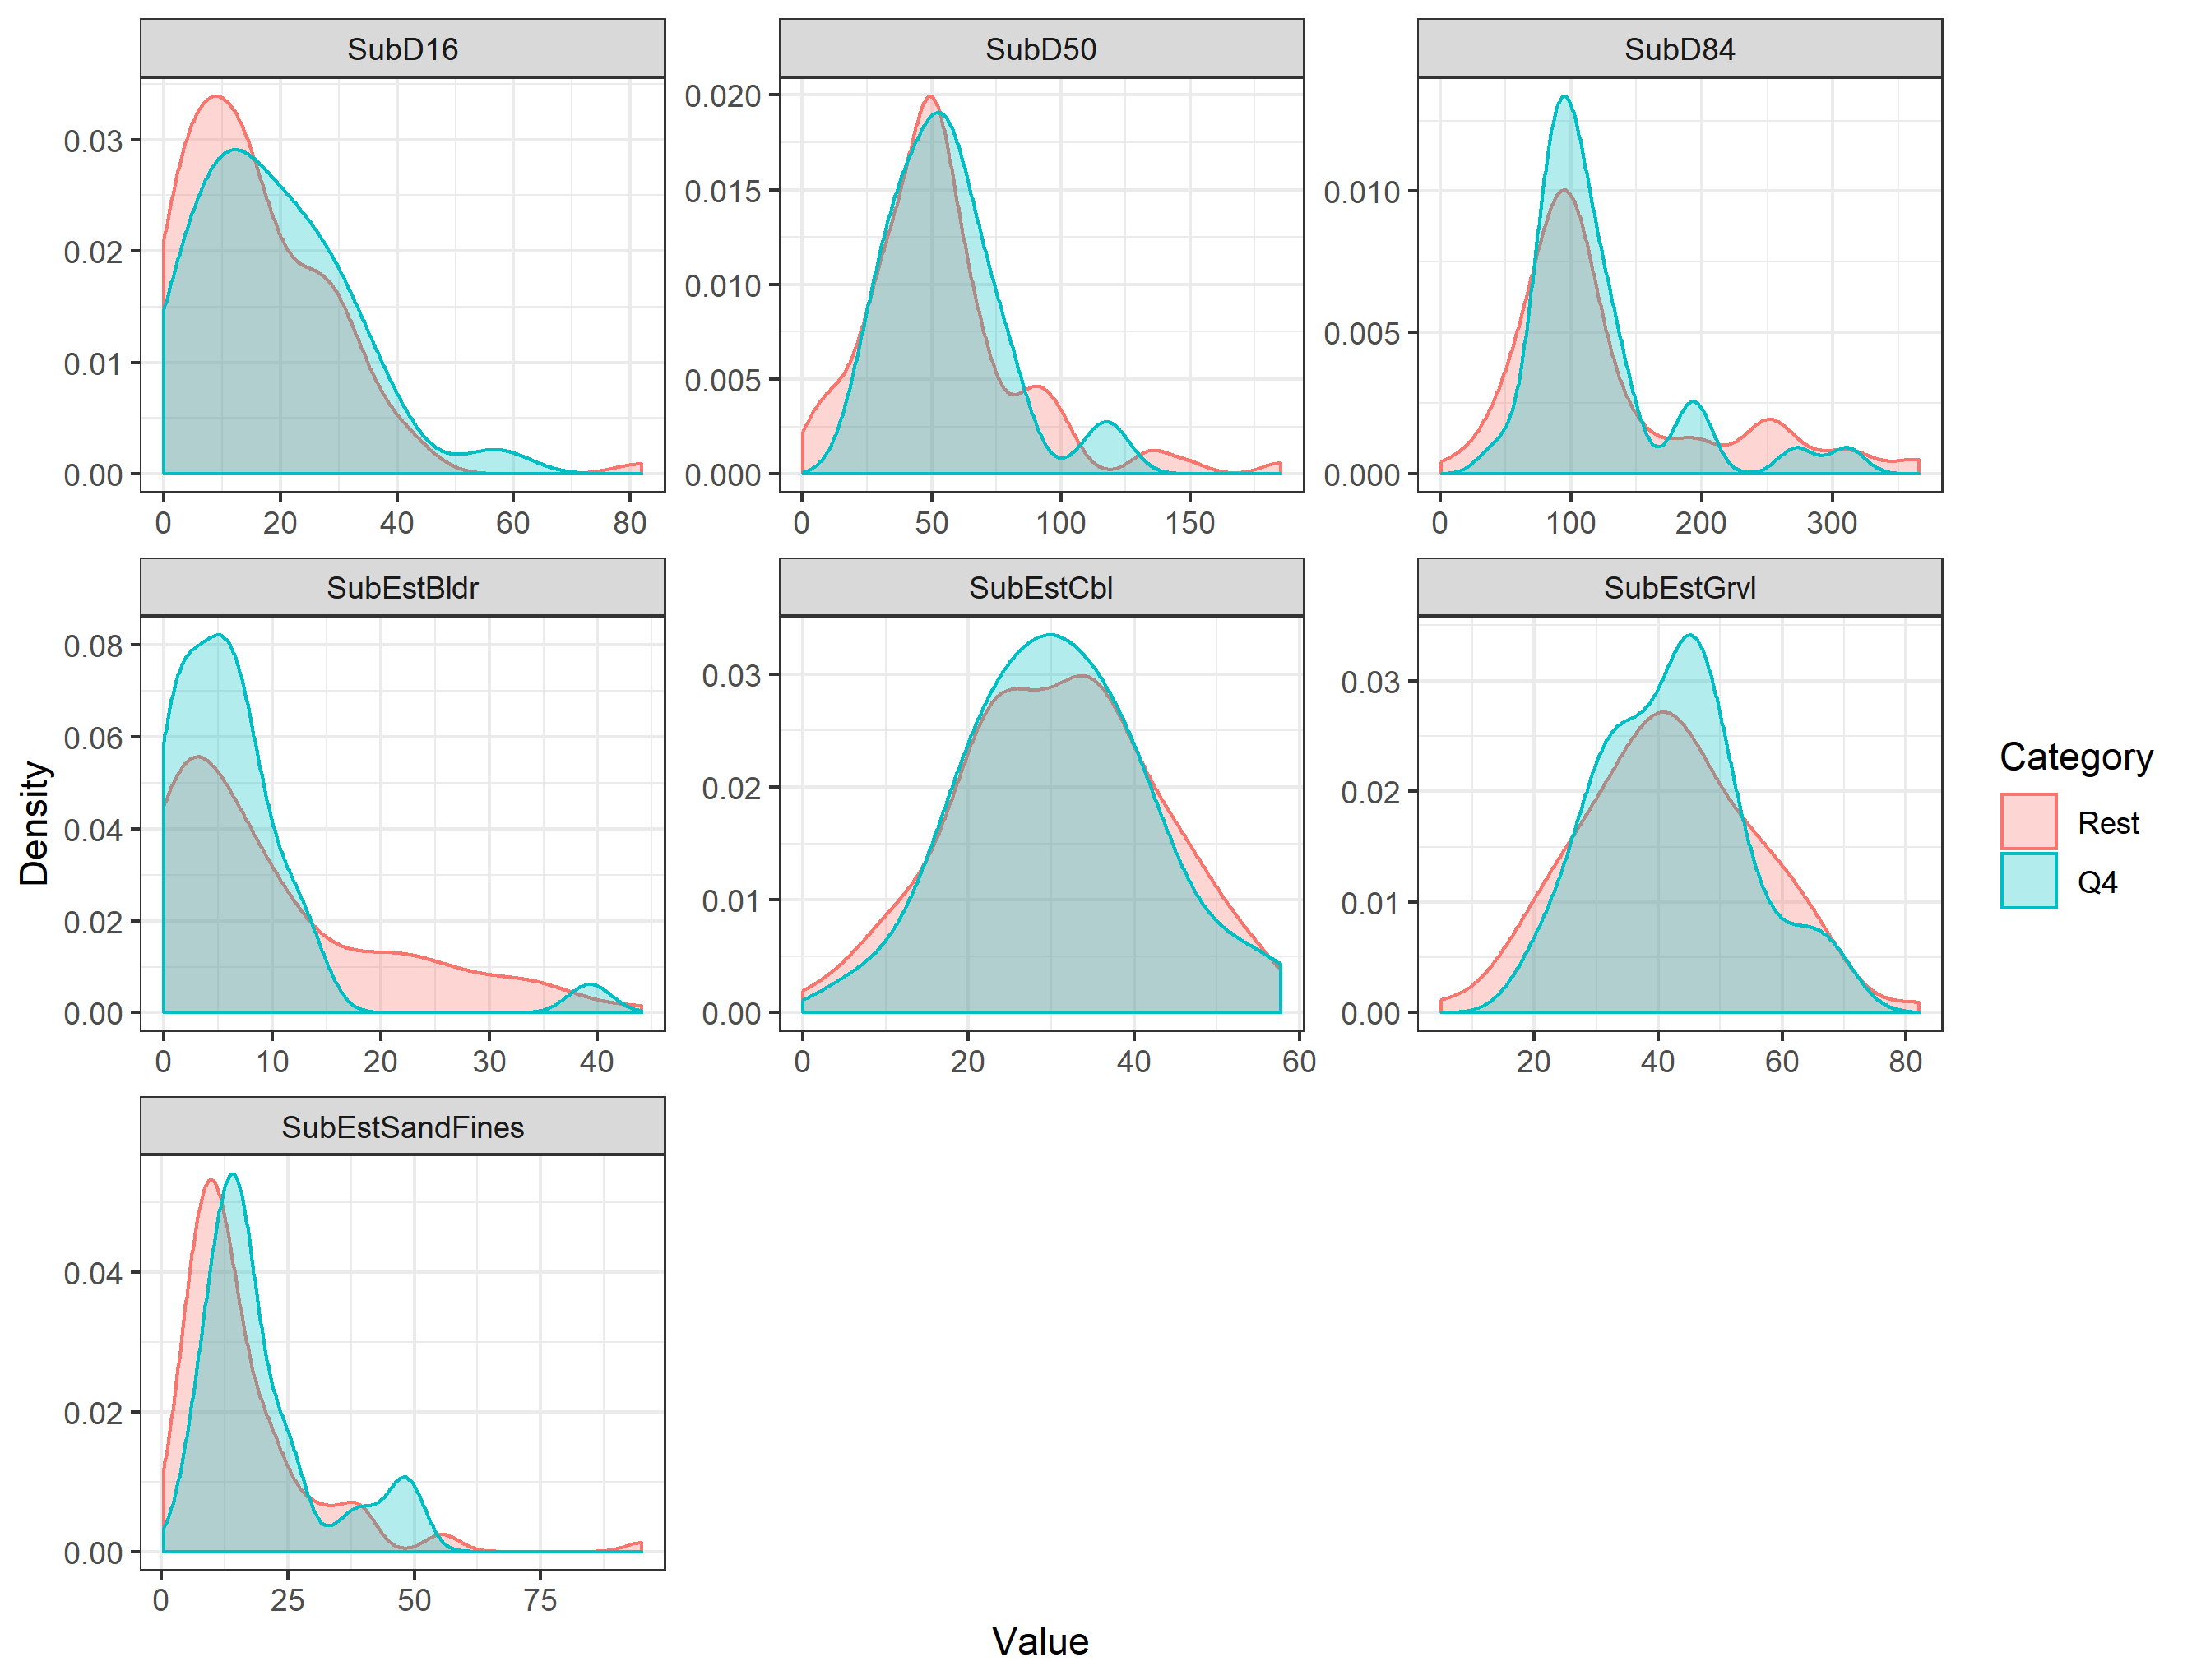 SubD16 SubD50 SubD84
0.03 0.020 0.010
0.02 0.015 0.005
0.01 0.010 0.000
0.00 0.005
0.000
0 20 40 60 80 0 50 100 150 0 100 200 300
SubEstBldr SubEstCbl SubEstGrvl
0.08 0.03 0.03
0.06 0.02 0.02
0.04 0.01 0.01
0.02 0.00 0.00
0.00
0 10 20 30 40 0 20 40 60 20 40 60 80
SubEstSandFines
0.04
0.02
0.00
0 25 50 75
Density
Value
Category
Rest
Q4